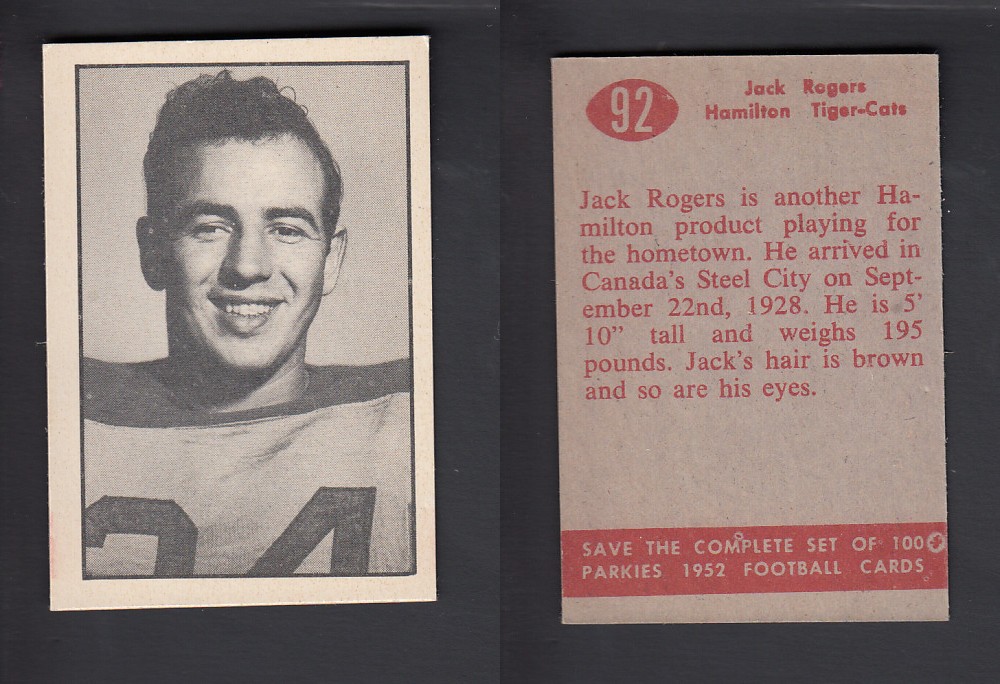 24
92
Jack Rogers
Hamilton Tiger-Cats
Jack Rogers is another Ha-
milton product playing for
the hometown. He arrived in
Canada's Steel City on Sept-
ember 22nd, 1928. He is 5'
10" tall and weighs 195
pounds. Jack's hair is brown
and so are his eyes.
SAVE THE COMPLETE SET OF 100
PARKIES 1952 FOOTBALL CARDS